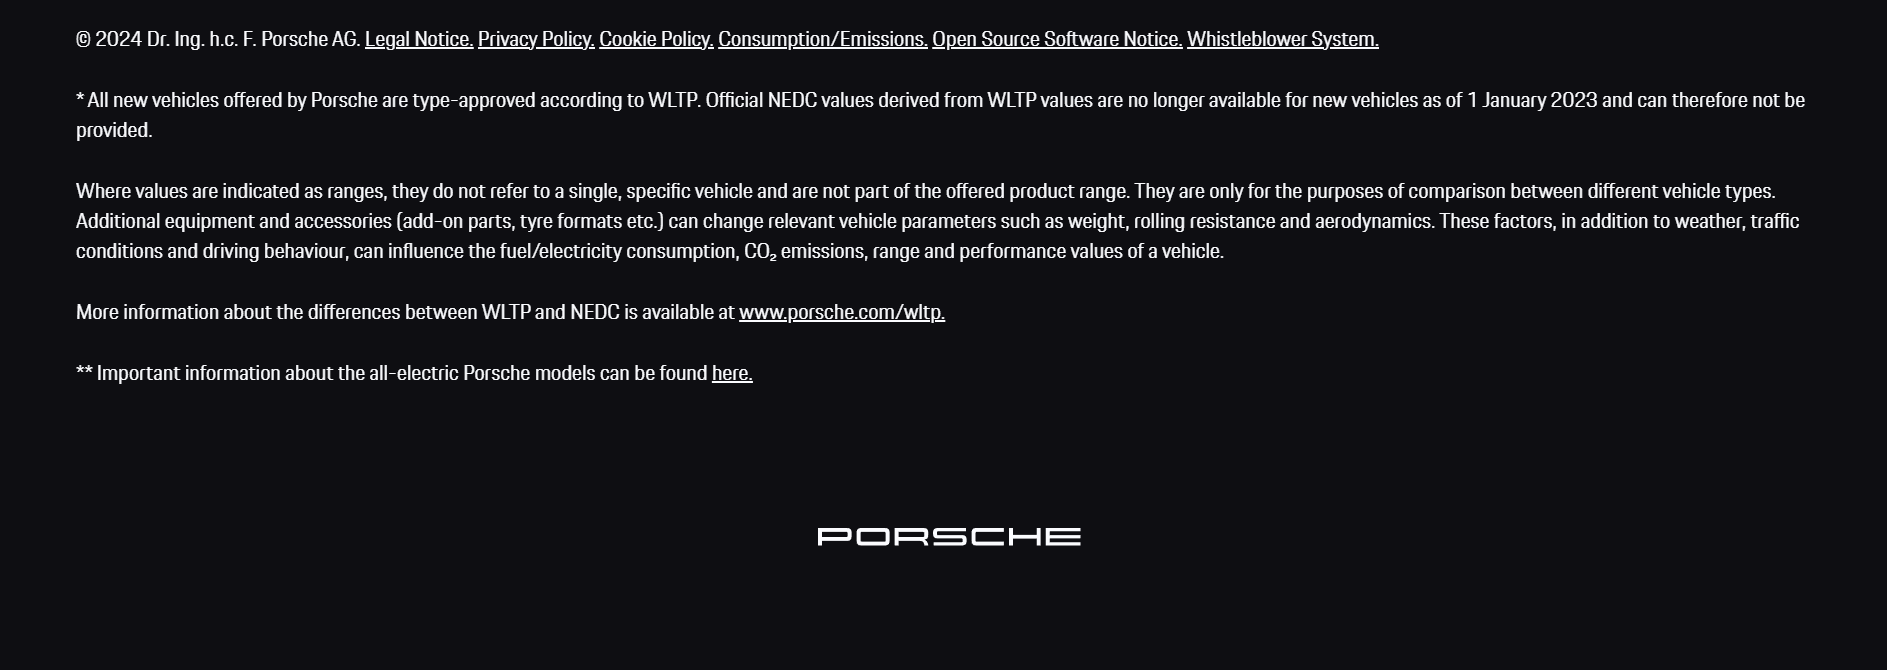 © 2024 Dr. Ing. h.c. F. Porsche AG. Legal Notice. Privacy Policy. Cookie Policy. Consumption/Emissions. Open Source Software Notice. Whistleblower System.
* All new vehicles offered by Porsche are type-approved according to WLTP. Official NEDC values derived from WLTP values are no longer available for new vehicles as of 1 January 2023 and can therefore not be
provided.
Where values are indicated as ranges, they do not refer to a single, specific vehicle and are not part of the offered product range. They are only for the purposes of comparison between different vehicle types.
Additional equipment and accessories (add-on parts, tyre formats etc.) can change relevant vehicle parameters such as weight, rolling resistance and aerodynamics. These factors, in addition to weather, traffic
conditions and driving behaviour, can influence the fuel/electricity consumption, CO₂ emissions, range and performance values of a vehicle.
More information about the differences between WLTP and NEDC is available at www.porsche.com/wltp.
** Important information about the all-electric Porsche models can be found here.
PORSCHE